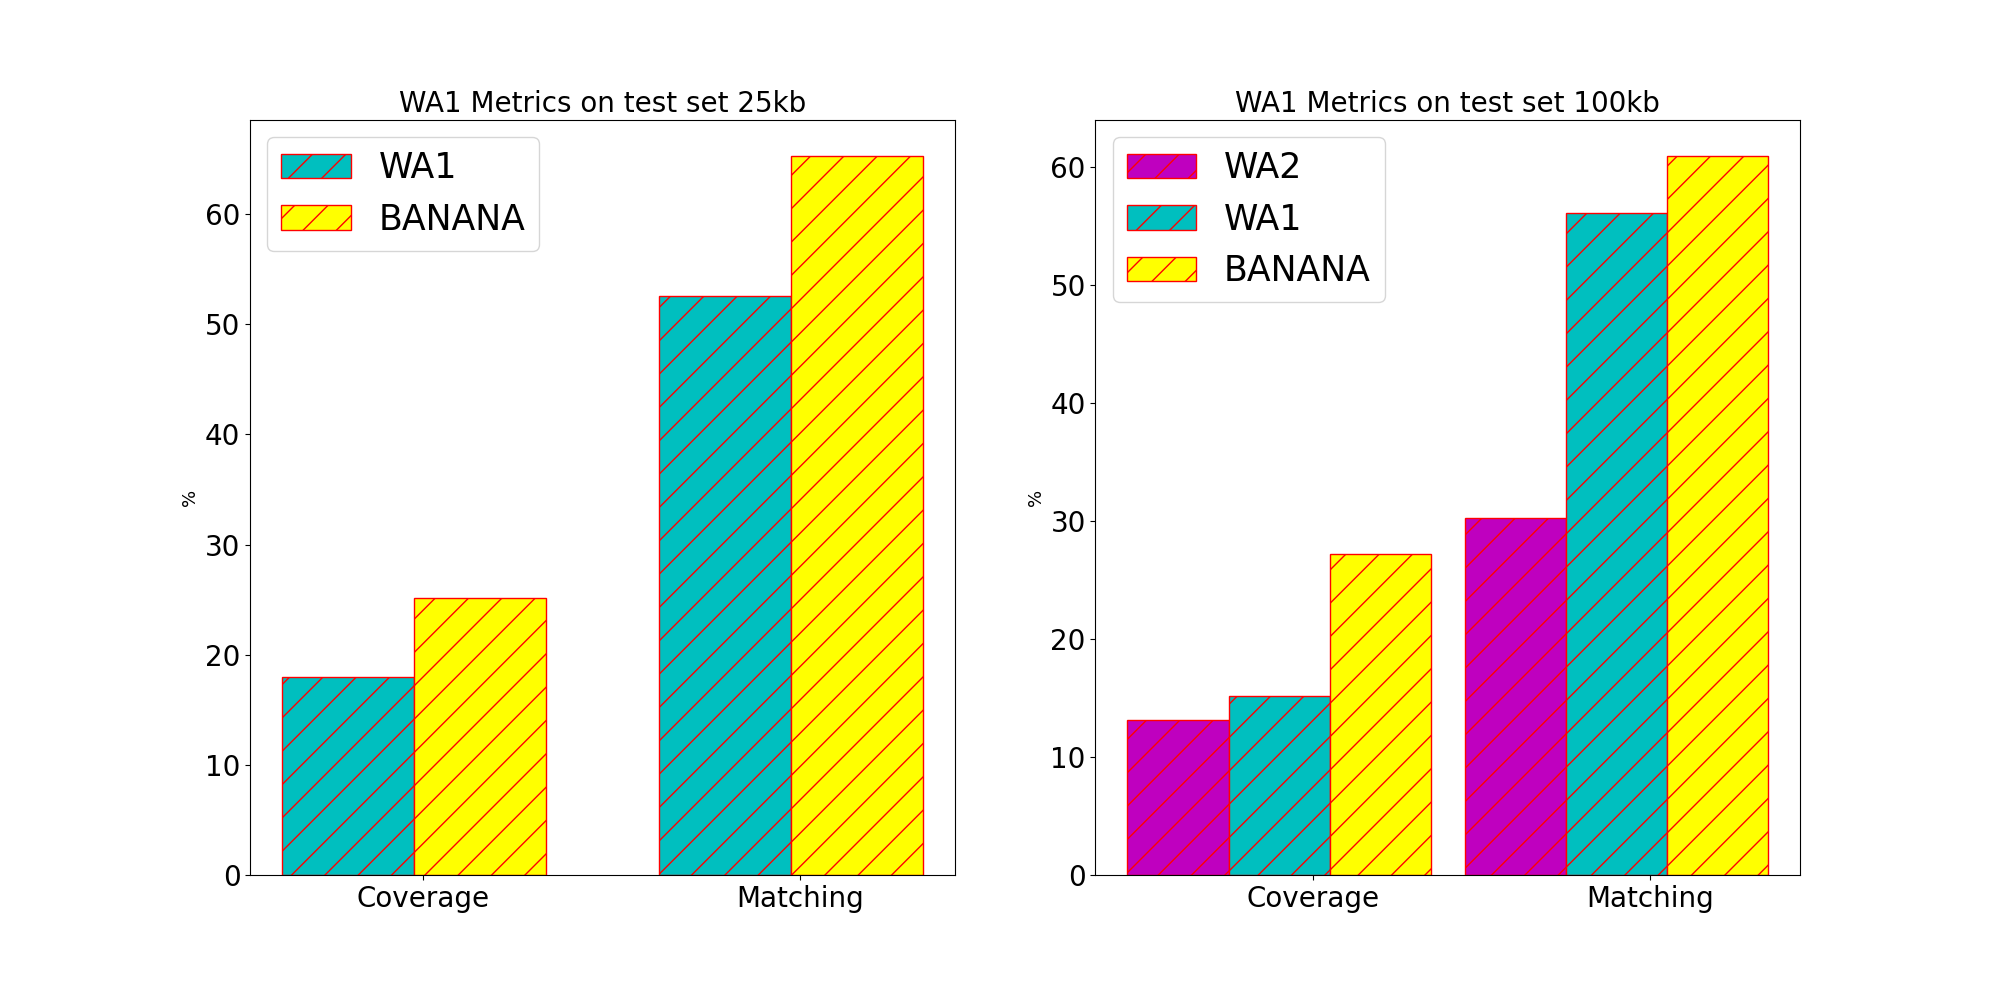 WA1 Metrics on test set 25kb
WA1
BANANA
60
50
40
30
20
10
0
%
Coverage
Matching
WA1 Metrics on test set 100kb
WA2
WA1
BANANA
60
50
40
30
20
10
0
%
Coverage
Matching